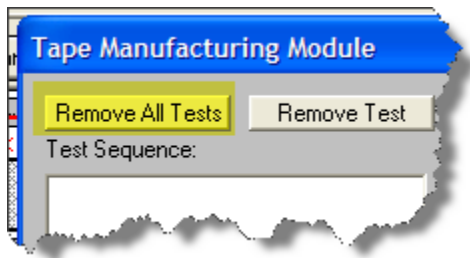 Tape Manufacturing Module
Remove All Tests Remove Test
Test Sequence: